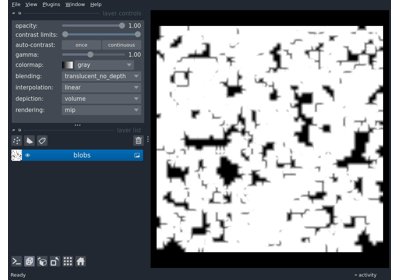 File View Plugins Window Help
layer controls
opacity: 1.00
contrast limits:
auto-contrast: once continuous
gamma: 1.00
colormap: gray
blending: translucent_no_depth
interpolation: linear
depiction: volume
rendering: mip
layer list
blobs
Ready activity